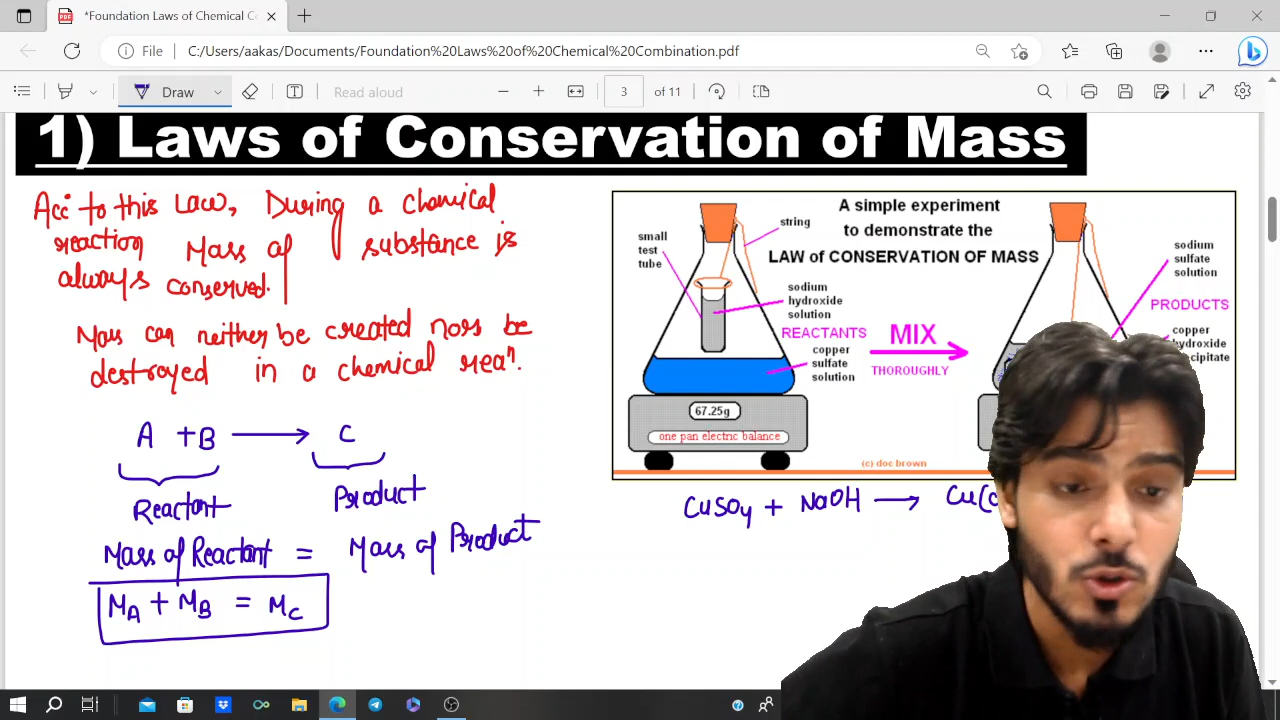 *Foundation Laws of Chemical Co
File
C:/Users/aakas/Documents/Foundation%20Laws%20of%20Chemical%20Combination.pdf
Draw
Read aloud
3
of 11
1) Laws of Conservation of Mass
Acc to this Law, During a chemical
reaction Mass of substance is
always conserved.
Mass can neither be created nor be
destroyed in a chemical reaⁿ.
A + B ⟶ C
Reactant
Product
Mass of Reactant = Mass of Product
M_A + M_B = M_C
A simple experiment
to demonstrate the
LAW of CONSERVATION OF MASS
string
small
test
tube
sodium
hydroxide
solution
REACTANTS
copper
sulfate
solution
MIX
THOROUGHLY
sodium
sulfate
solution
PRODUCTS
copper
hydroxide
cipitate
67.25g
one pan electric balance
(c) doc brown
CuSO₄ + NaOH ⟶ Cu(